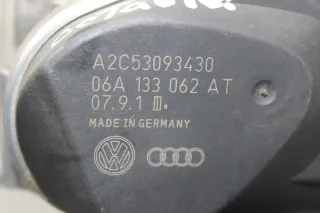 A2C53093430
06A 133 062 AT
07.9.1 III.
MADE IN GERMANY